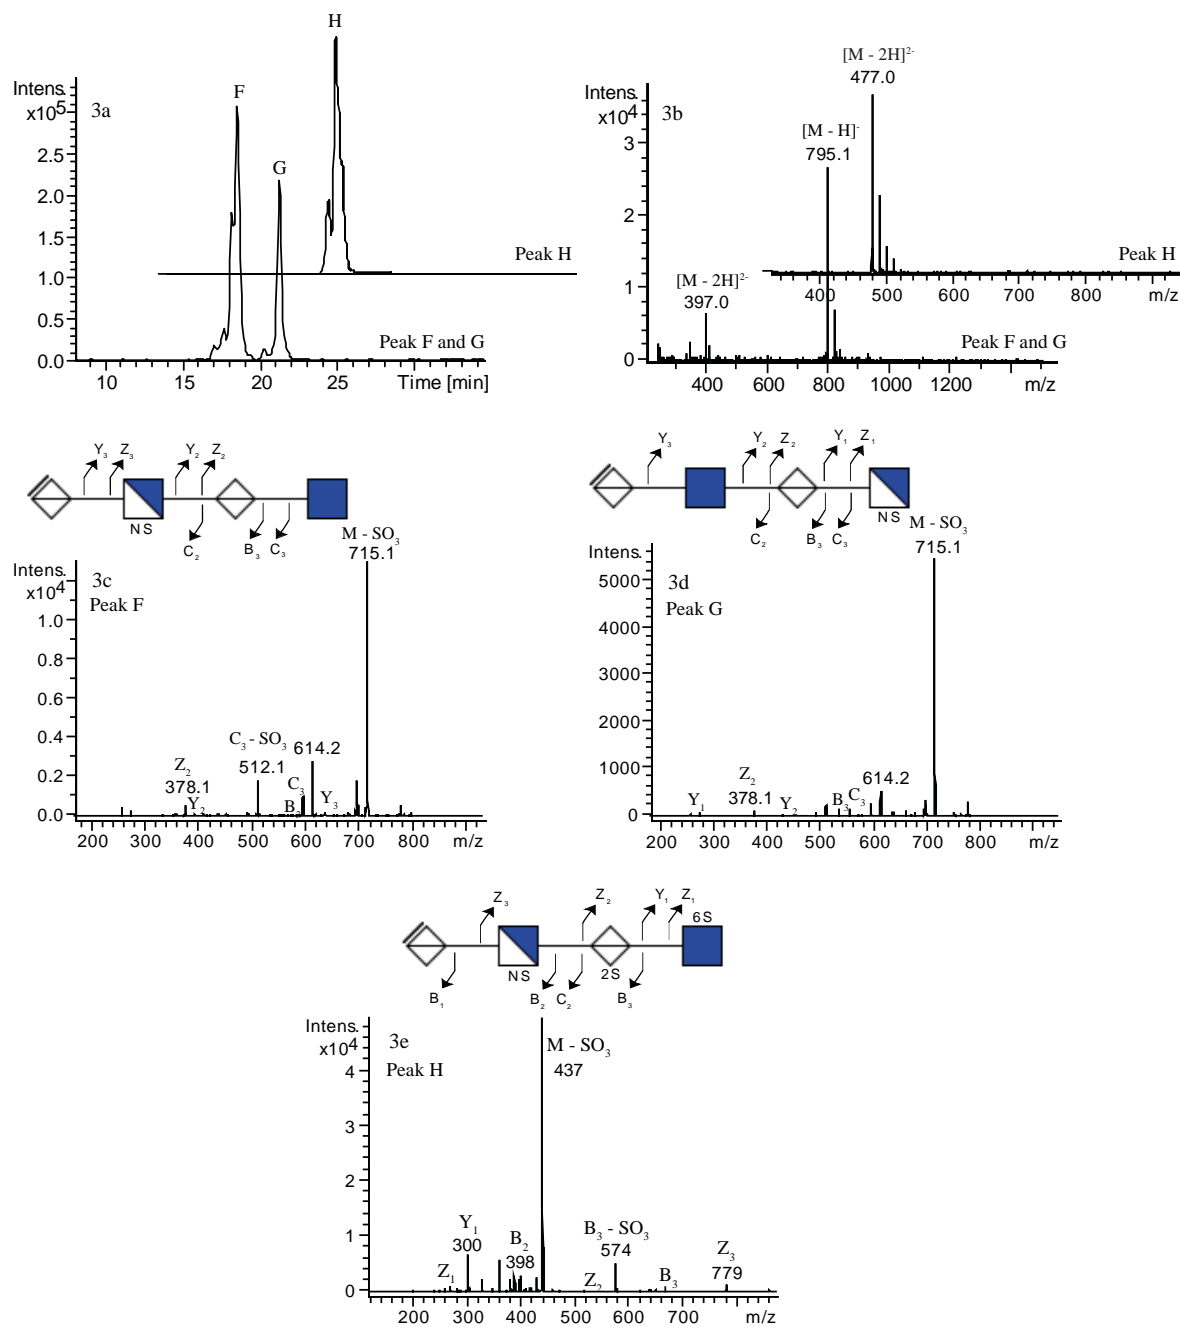 Intens.
x10⁵
3a
F
G
H
2.5
2.0
1.5
1.0
0.5
0.0
Peak H
Peak F and G
10 15 20 25 Time [min]
Intens.
x10⁴
3b
[M - 2H]²⁻
477.0
[M - H]⁻
795.1
[M - 2H]²⁻
397.0
3
2
1
0
Peak H
400 500 600 700 800 m/z
Peak F and G
400 600 800 1000 1200 m/z
Y₃ Z₃ Y₂ Z₂
NS
C₂ B₃ C₃
Intens.
x10⁴
3c
Peak F
M - SO₃
715.1
1.0
0.8
0.6
0.4
0.2
0.0
Z₂
378.1
Y₂
C₃ - SO₃
512.1
B₃
C₃
614.2
Y₃
200 300 400 500 600 700 800 m/z
Y₃ Y₂ Z₂ Y₁ Z₁
NS
C₂ B₃ C₃
Intens.
3d
Peak G
M - SO₃
715.1
5000
4000
3000
2000
1000
0
Y₁
Z₂
378.1
Y₂
B₃
C₃
614.2
200 300 400 500 600 700 800 m/z
Z₃ Z₂ Y₁ Z₁
6S
NS 2S
B₁ B₂ C₂ B₃
Intens.
x10⁴
3e
Peak H
M - SO₃
437
4
3
2
1
0
Z₁
Y₁
300
B₂
398
B₃ - SO₃
574
Z₂
B₃
Z₃
779
200 300 400 500 600 700 m/z